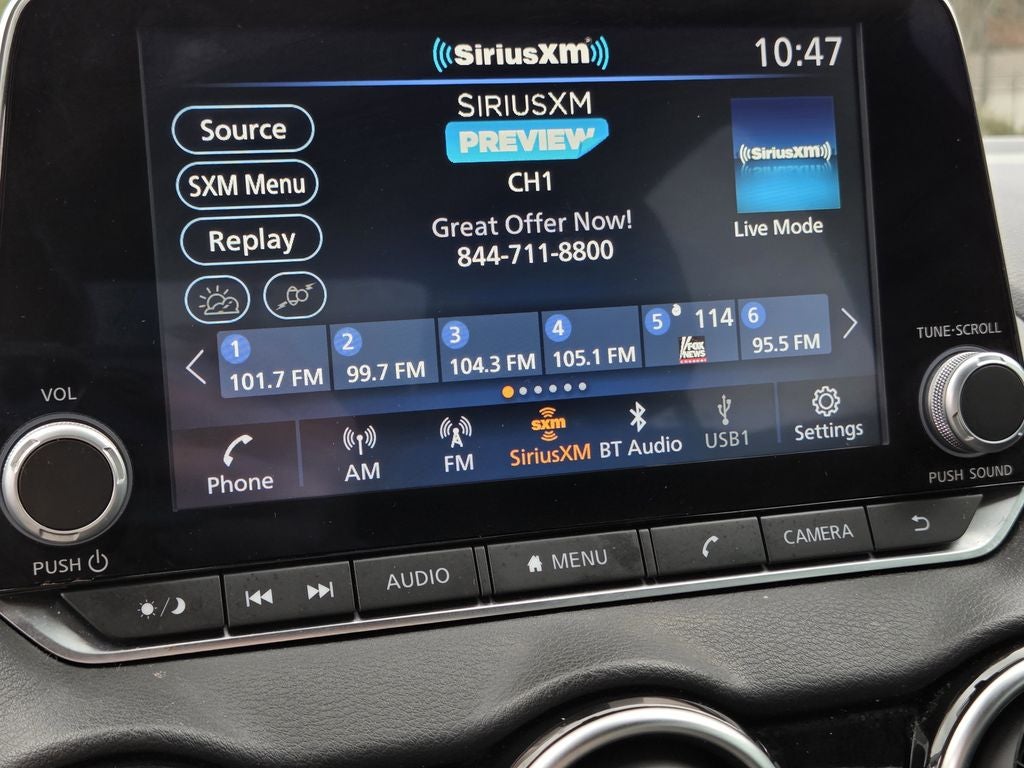 SiriusXM
10:47
Source
SXM Menu
Replay
SIRIUSXM
PREVIEW
CH1
Great Offer Now!
844-711-8800
SiriusXM
Live Mode
1
101.7 FM
2
99.7 FM
3
104.3 FM
4
105.1 FM
5
114
FOX
NEWS
6
95.5 FM
Phone
AM
FM
sxm
SiriusXM
BT Audio
USB1
Settings
VOL
PUSH
TUNE·SCROLL
PUSH SOUND
AUDIO
MENU
CAMERA